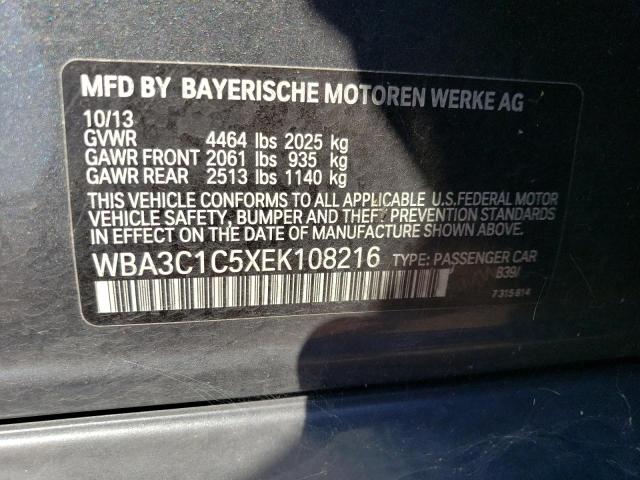 MFD BY BAYERISCHE MOTOREN WERKE AG
10/13
GVWR 4464 lbs 2025 kg
GAWR FRONT 2061 lbs 935 kg
GAWR REAR 2513 lbs 1140 kg
THIS VEHICLE CONFORMS TO ALL APPLICABLE U.S.FEDERAL MOTOR
VEHICLE SAFETY, BUMPER AND THEFT PREVENTION STANDARDS
IN EFFECT ON THE DATE OF MANUFACTURE SHOWN ABOVE.
WBA3C1C5XEK108216 TYPE: PASSENGER CAR
B39/
7315814